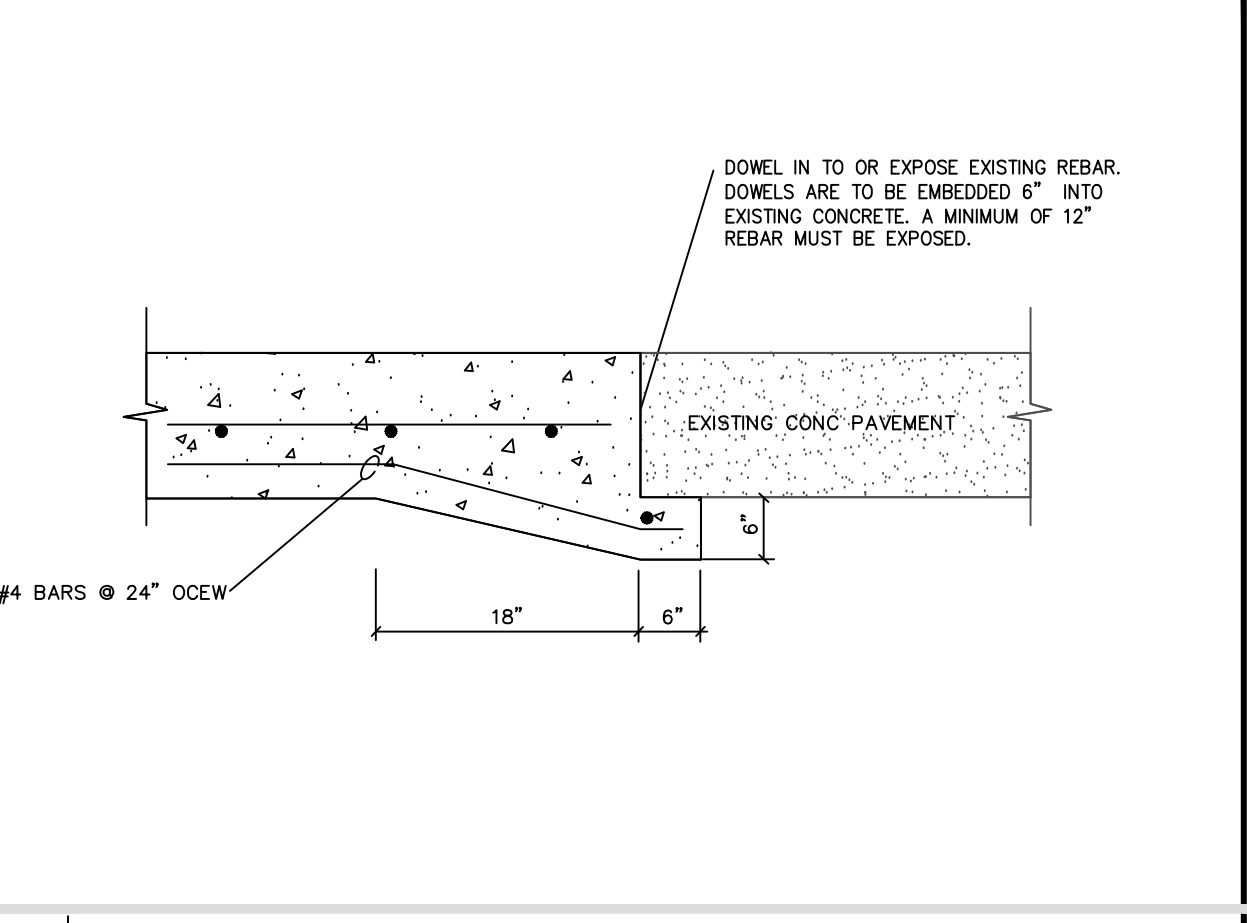 DOWEL IN TO OR EXPOSE EXISTING REBAR.
DOWELS ARE TO BE EMBEDDED 6” INTO
EXISTING CONCRETE. A MINIMUM OF 12”
REBAR MUST BE EXPOSED.
EXISTING CONC PAVEMENT
6”
#4 BARS @ 24” OCEW
18”
6”